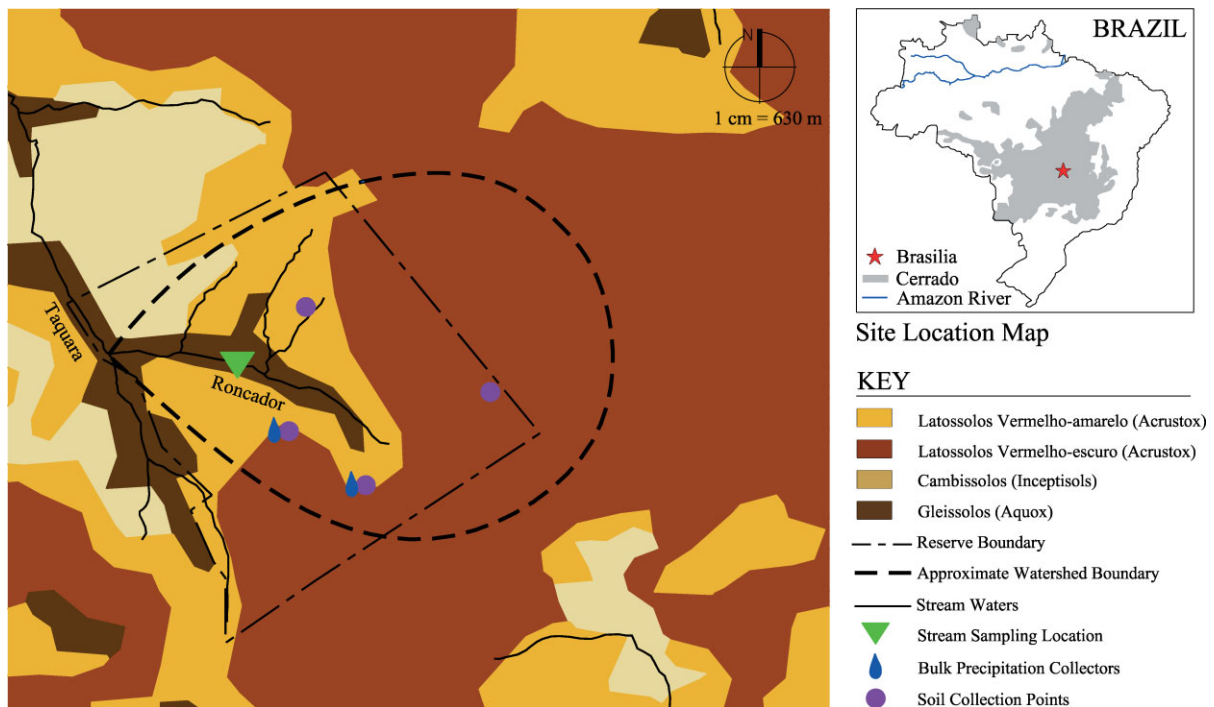 N
1 cm = 630 m
Taquara
Roncador
BRAZIL
Brasilia
Cerrado
Amazon River
Site Location Map
KEY
Latossolos Vermelho-amarelo (Acrustox)
Latossolos Vermelho-escuro (Acrustox)
Cambissolos (Inceptisols)
Gleissolos (Aquox)
Reserve Boundary
Approximate Watershed Boundary
Stream Waters
Stream Sampling Location
Bulk Precipitation Collectors
Soil Collection Points